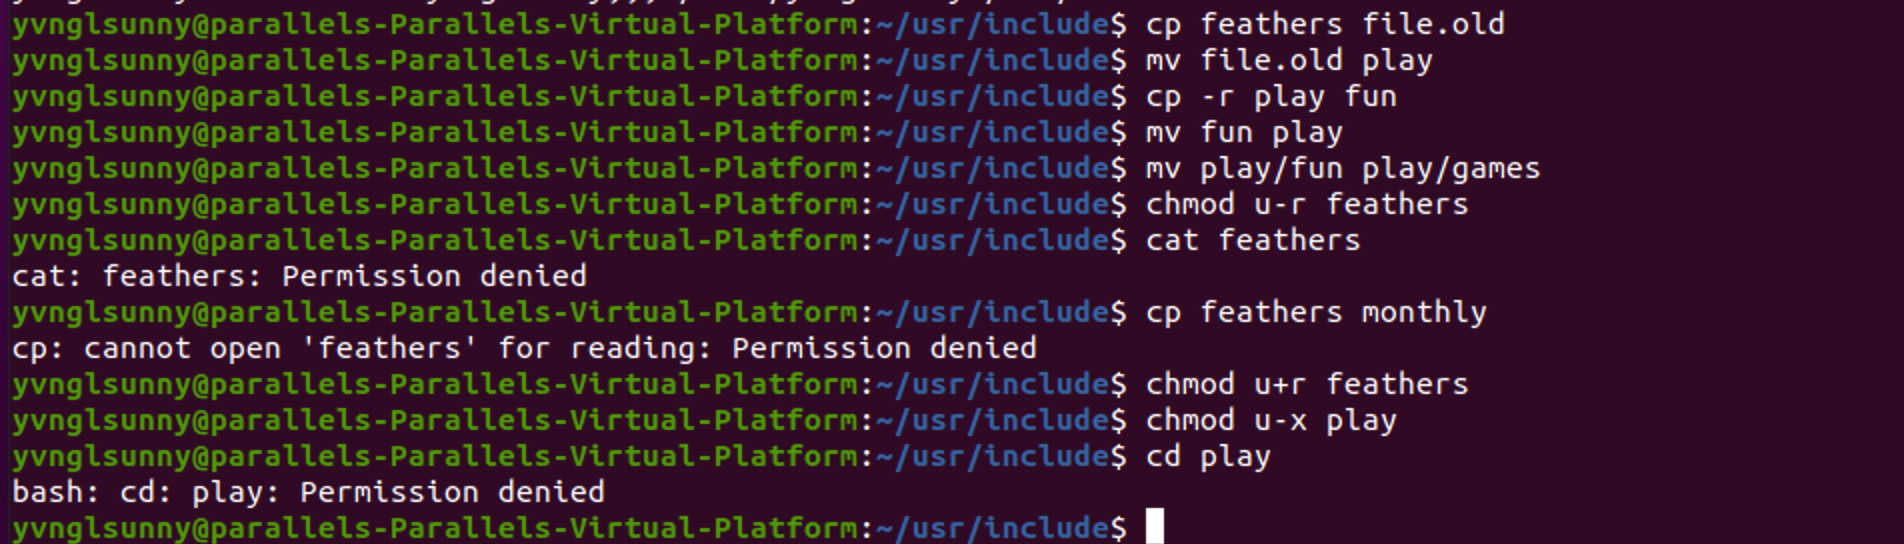 yvnglsunny@parallels-Parallels-Virtual-Platform:~/usr/include$ cp feathers file.old
yvnglsunny@parallels-Parallels-Virtual-Platform:~/usr/include$ mv file.old play
yvnglsunny@parallels-Parallels-Virtual-Platform:~/usr/include$ cp -r play fun
yvnglsunny@parallels-Parallels-Virtual-Platform:~/usr/include$ mv fun play
yvnglsunny@parallels-Parallels-Virtual-Platform:~/usr/include$ mv play/fun play/games
yvnglsunny@parallels-Parallels-Virtual-Platform:~/usr/include$ chmod u-r feathers
yvnglsunny@parallels-Parallels-Virtual-Platform:~/usr/include$ cat feathers
cat: feathers: Permission denied
yvnglsunny@parallels-Parallels-Virtual-Platform:~/usr/include$ cp feathers monthly
cp: cannot open 'feathers' for reading: Permission denied
yvnglsunny@parallels-Parallels-Virtual-Platform:~/usr/include$ chmod u+r feathers
yvnglsunny@parallels-Parallels-Virtual-Platform:~/usr/include$ chmod u-x play
yvnglsunny@parallels-Parallels-Virtual-Platform:~/usr/include$ cd play
bash: cd: play: Permission denied
yvnglsunny@parallels-Parallels-Virtual-Platform:~/usr/include$